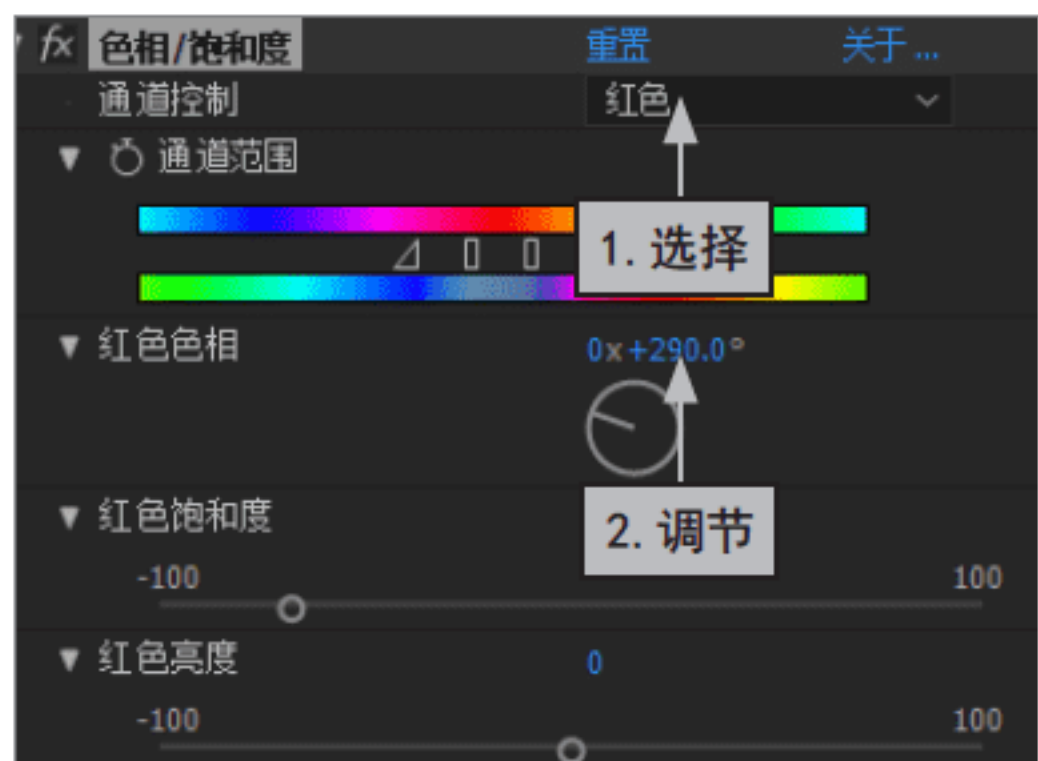 fx 色相/饱和度 重置 关于...
通道控制 红色
通道范围
1. 选择
红色色相 0x+290.0°
红色饱和度
2. 调节
-100 100
红色亮度 0
-100 100